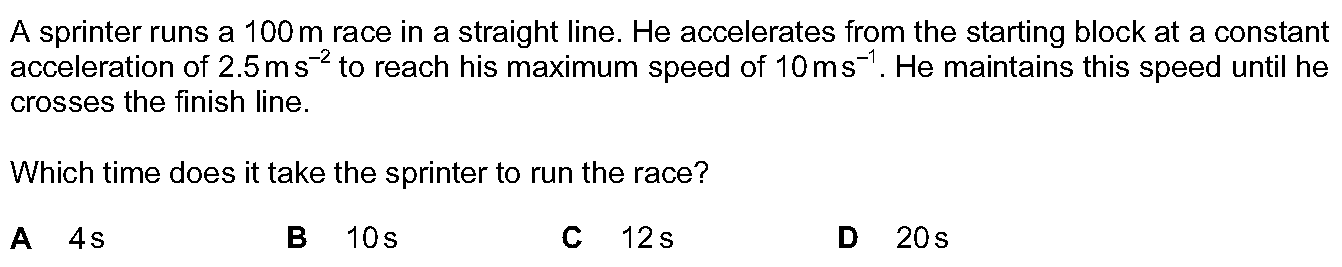 A sprinter runs a 100 m race in a straight line. He accelerates from the starting block at a constant
acceleration of 2.5 m s⁻² to reach his maximum speed of 10 m s⁻¹. He maintains this speed until he
crosses the finish line.
Which time does it take the sprinter to run the race?
A 4 s B 10 s C 12 s D 20 s